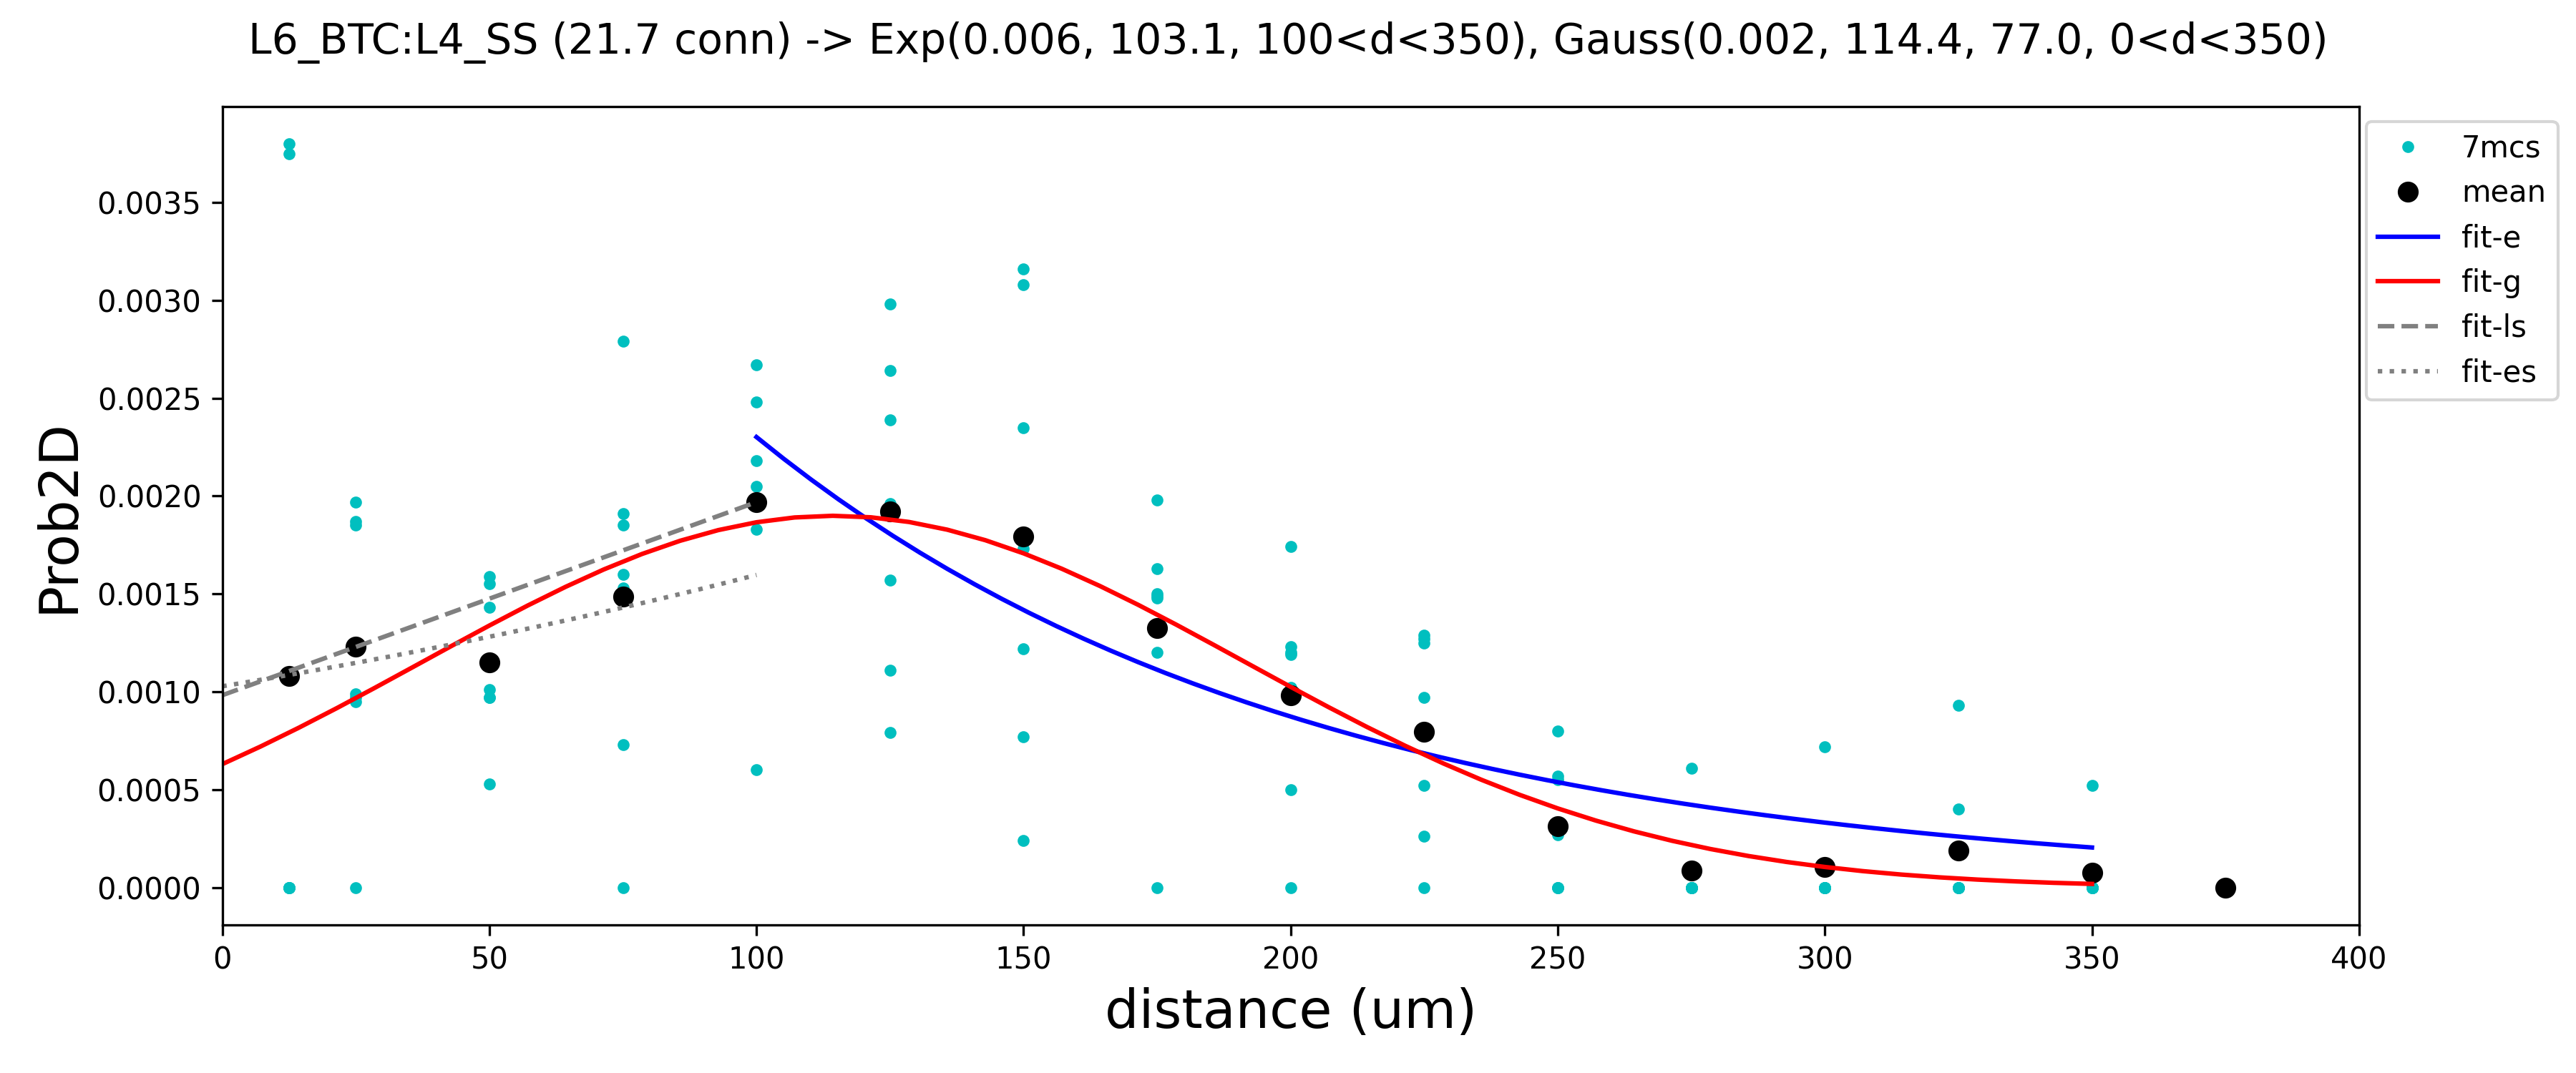 L6_BTC:L4_SS (21.7 conn) -> Exp(0.006, 103.1, 100<d<350), Gauss(0.002, 114.4, 77.0, 0<d<350)
Prob2D
0.0035
0.0030
0.0025
0.0020
0.0015
0.0010
0.0005
0.0000
0 50 100 150 200 250 300 350 400
distance (um)
7mcs
mean
fit-e
fit-g
fit-ls
fit-es